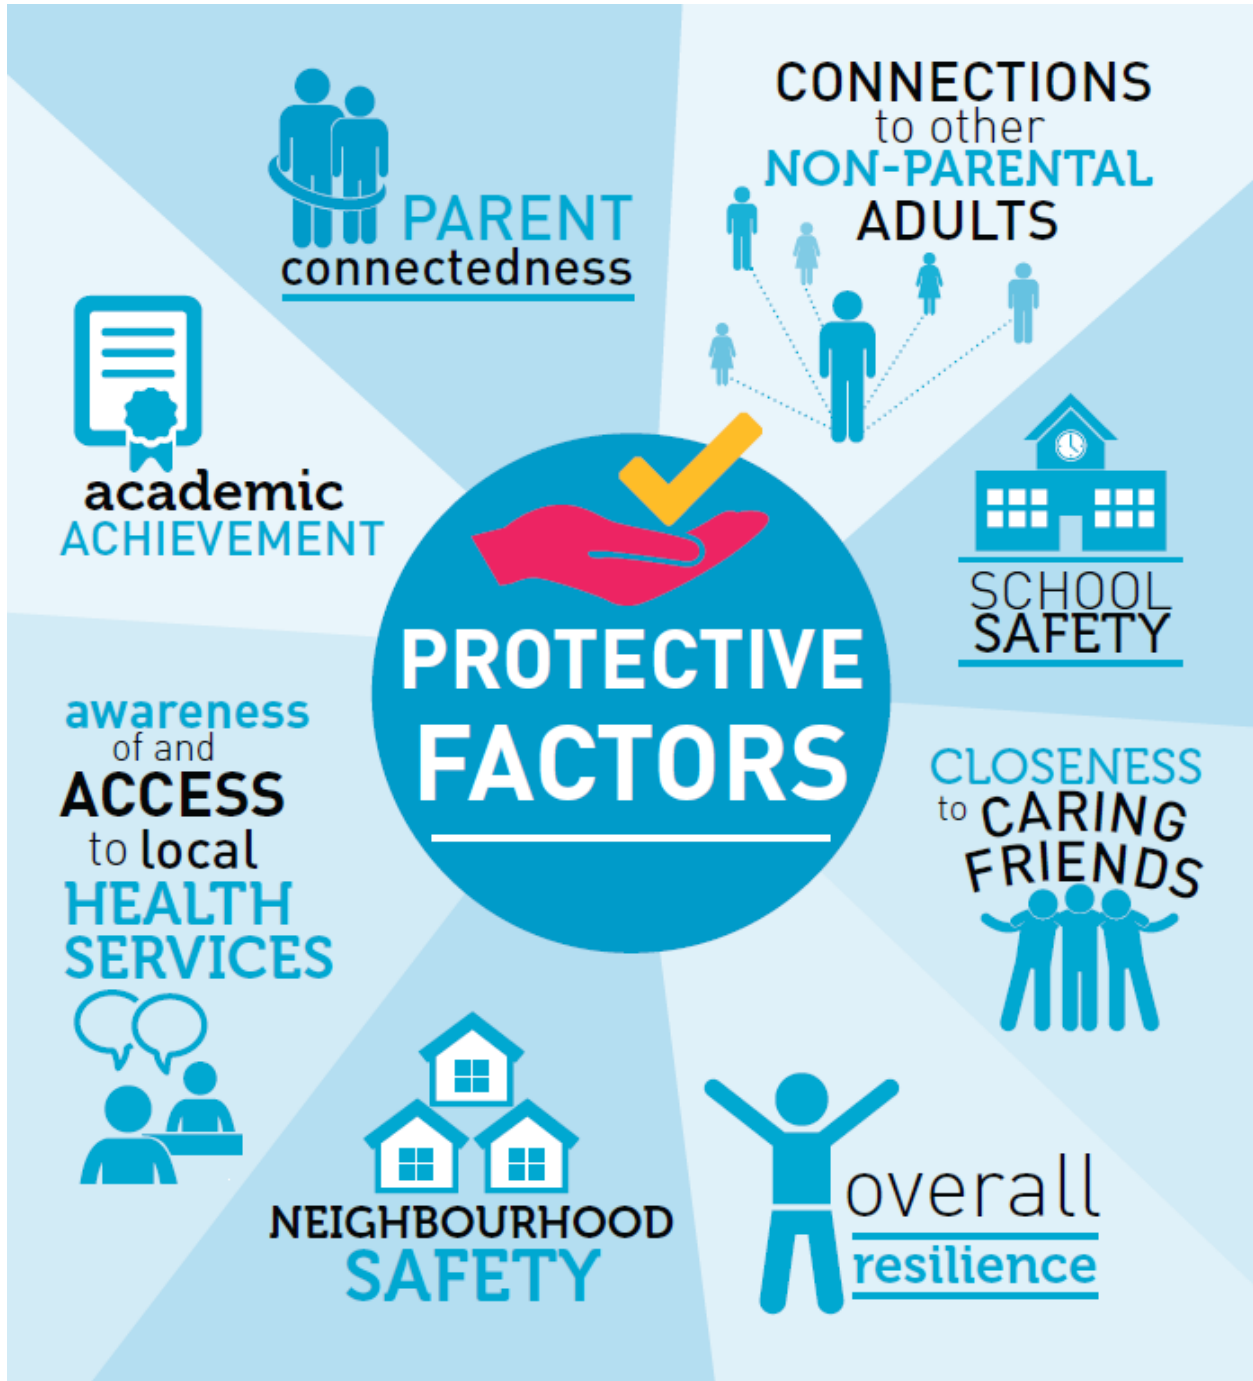 PROTECTIVE
FACTORS
PARENT
connectedness
CONNECTIONS
to other
NON-PARENTAL
ADULTS
SCHOOL
SAFETY
CLOSENESS
to CARING
FRIENDS
overall
resilience
NEIGHBOURHOOD
SAFETY
awareness
of and
ACCESS
to local
HEALTH
SERVICES
academic
ACHIEVEMENT